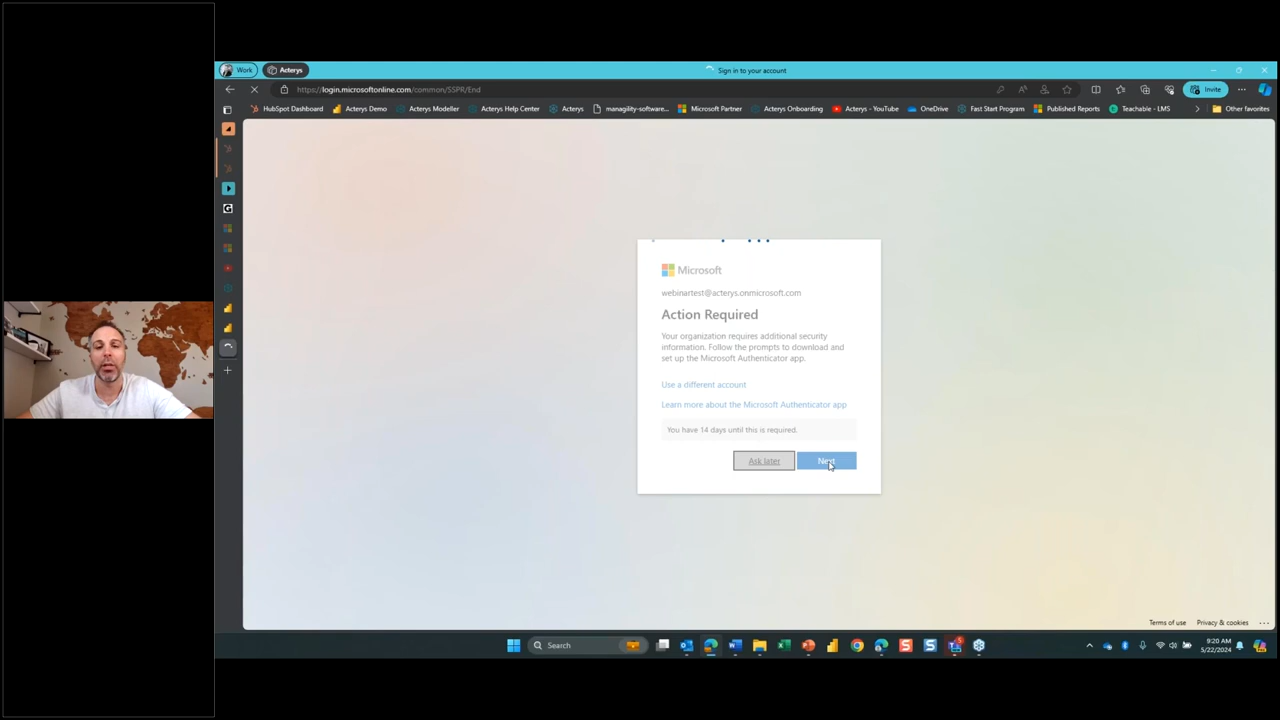 Work
Acterys
Sign in to your account
https://login.microsoftonline.com/common/SSPR/End
Invite
HubSpot Dashboard
Acterys Demo
Acterys Modeller
Acterys Help Center
Acterys
managility-software...
Microsoft Partner
Acterys Onboarding
Acterys - YouTube
OneDrive
Fast Start Program
Published Reports
Teachable - LMS
Other favorites
Microsoft
webinartest@acterys.onmicrosoft.com
Action Required
Your organization requires additional security
information. Follow the prompts to download and
set up the Microsoft Authenticator app.
Use a different account
Learn more about the Microsoft Authenticator app
You have 14 days until this is required.
Ask later
Next
Terms of use
Privacy & cookies
Search
9:20 AM
5/22/2024